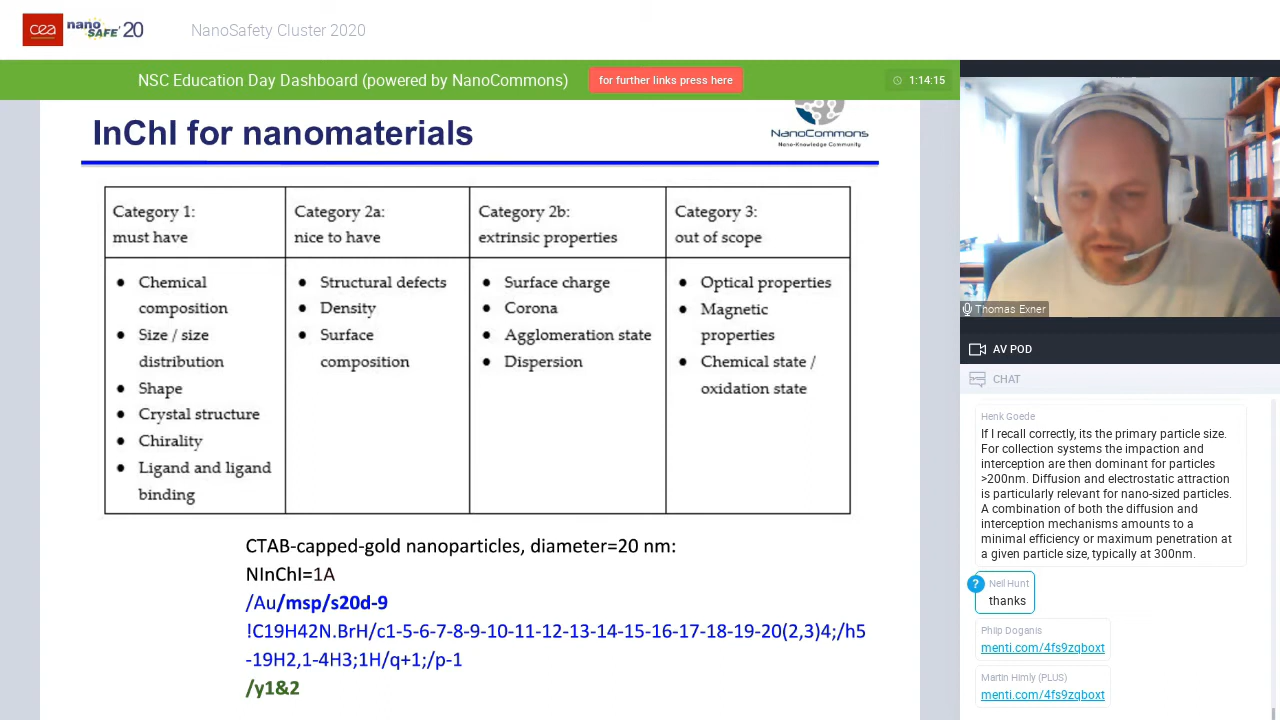 cea nano SAFE' 20
NanoSafety Cluster 2020
NSC Education Day Dashboard (powered by NanoCommons)
for further links press here
1:14:15
InChI for nanomaterials
NanoCommons
Nano-Knowledge Community
Category 1:
must have
Category 2a:
nice to have
Category 2b:
extrinsic properties
Category 3:
out of scope
● Chemical
composition
● Size / size
distribution
● Shape
● Crystal structure
● Chirality
● Ligand and ligand
binding
● Structural defects
● Density
● Surface
composition
● Surface charge
● Corona
● Agglomeration state
● Dispersion
● Optical properties
● Magnetic
properties
● Chemical state /
oxidation state
CTAB-capped-gold nanoparticles, diameter=20 nm:
NInChI=1A
/Au/msp/s20d-9
!C19H42N.BrH/c1-5-6-7-8-9-10-11-12-13-14-15-16-17-18-19-20(2,3)4;/h5
-19H2,1-4H3;1H/q+1;/p-1
/y1&2
Thomas Exner
AV POD
CHAT
Henk Goede
If I recall correctly, its the primary particle size.
For collection systems the impaction and
interception are then dominant for particles
>200nm. Diffusion and electrostatic attraction
is particularly relevant for nano-sized particles.
A combination of both the diffusion and
interception mechanisms amounts to a
minimal efficiency or maximum penetration at
a given particle size, typically at 300nm.
?
Neil Hunt
thanks
Phlip Doganis
menti.com/4fs9zqboxt
Martin Himly (PLUS)
menti.com/4fs9zqboxt